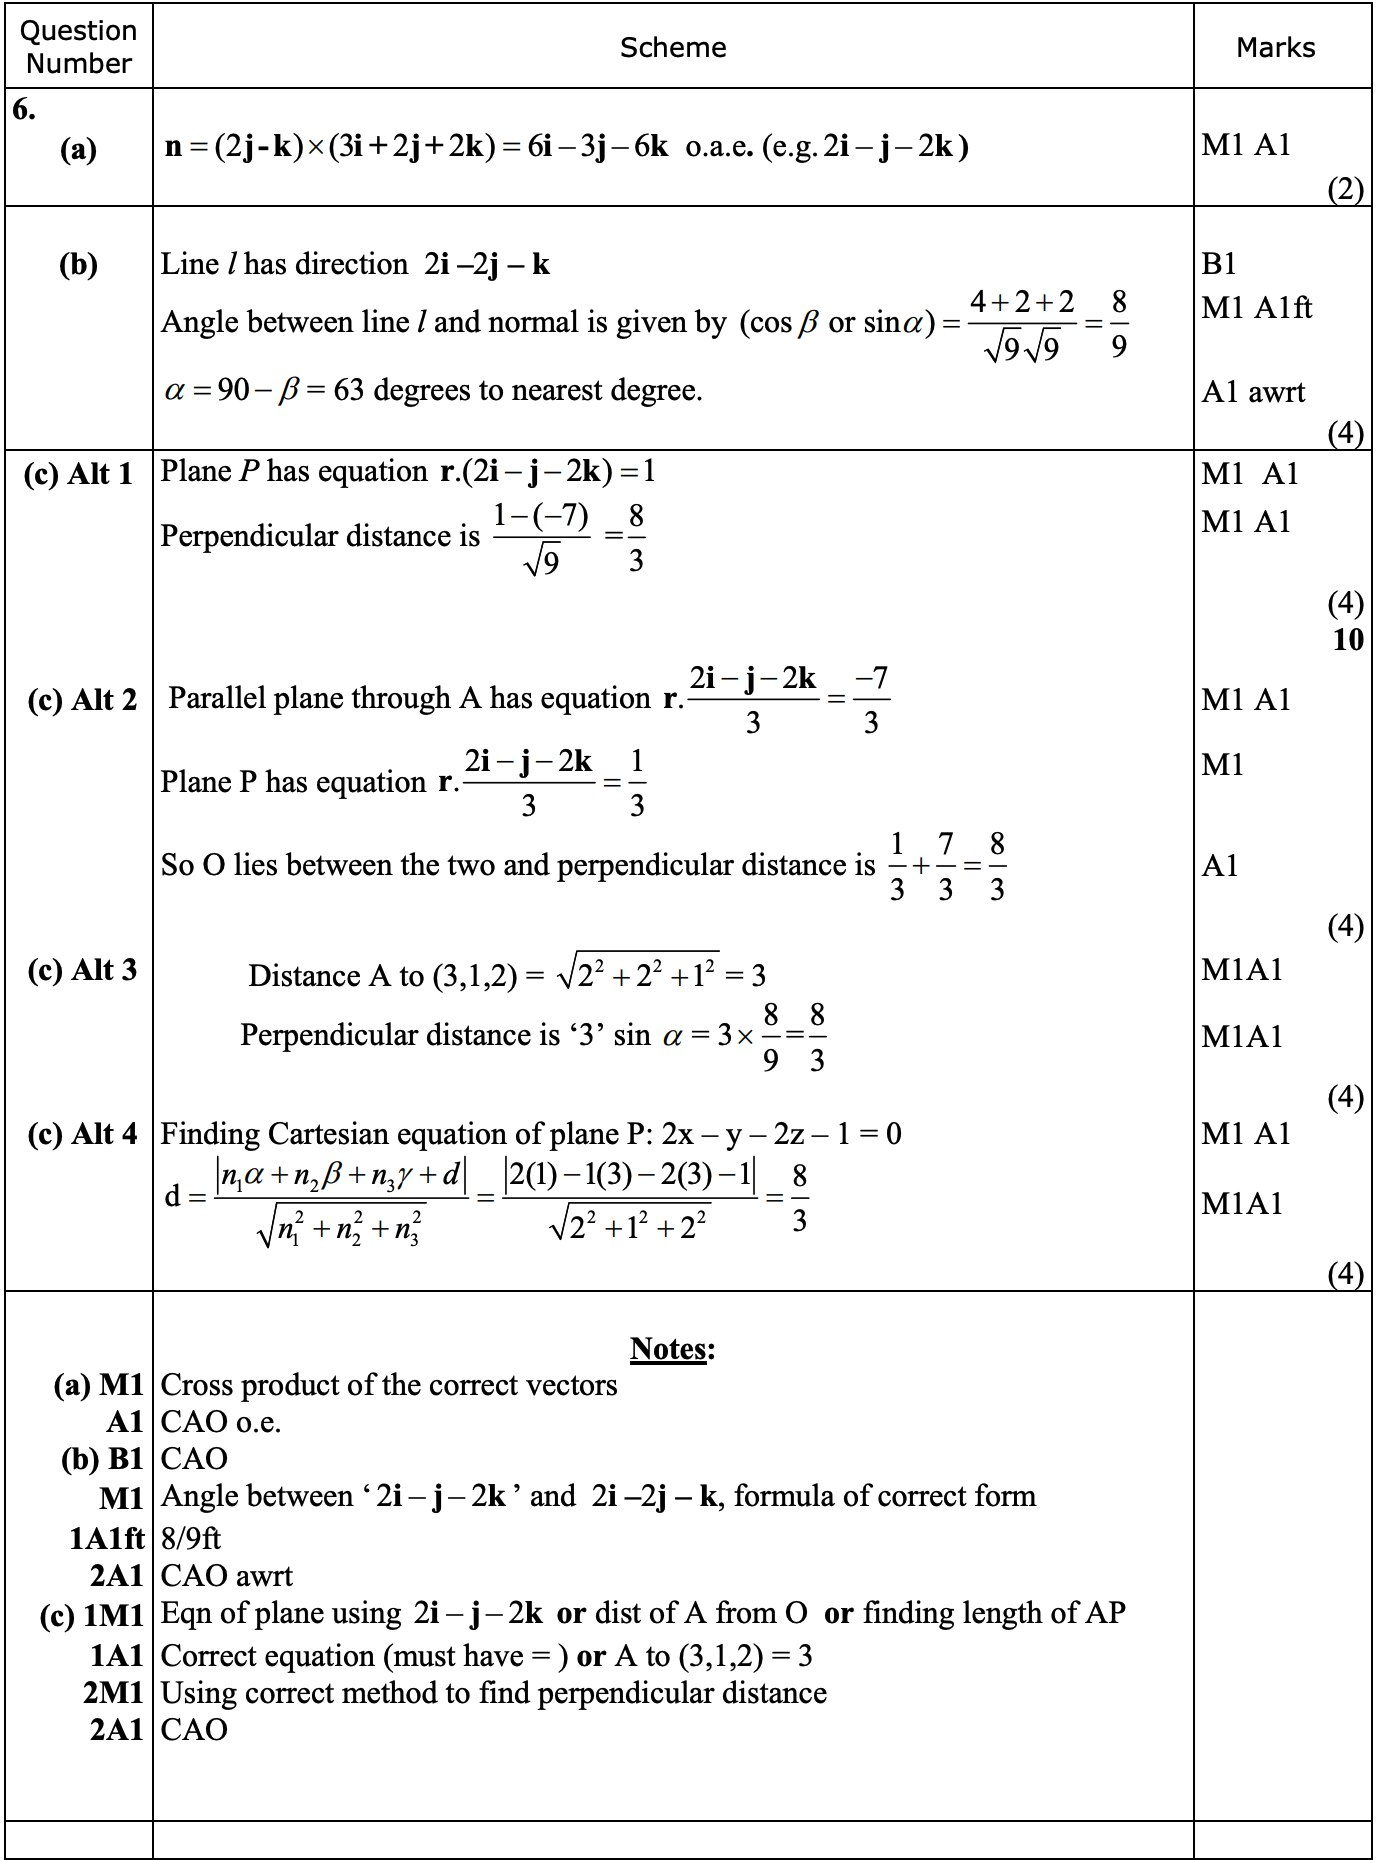 Question Number Scheme Marks
6.
(a) n = (2j-k)×(3i+2j+2k) = 6i – 3j – 6k o.a.e. (e.g. 2i – j – 2k) M1 A1
(2)
(b) Line l has direction 2i –2j – k B1
Angle between line l and normal is given by (cos β or sin α) = (4+2+2)/(√9√9) = 8/9 M1 A1ft
α = 90 – β = 63 degrees to nearest degree. A1 awrt
(4)
(c) Alt 1 Plane P has equation r.(2i – j – 2k) = 1 M1 A1
Perpendicular distance is (1–(–7))/√9 = 8/3 M1 A1
(4)
10
(c) Alt 2 Parallel plane through A has equation r.(2i – j – 2k)/3 = –7/3 M1 A1
Plane P has equation r.(2i – j – 2k)/3 = 1/3 M1
So O lies between the two and perpendicular distance is 1/3 + 7/3 = 8/3 A1
(4)
(c) Alt 3 Distance A to (3,1,2) = √(2² + 2² + 1²) = 3 M1A1
Perpendicular distance is ‘3’ sin α = 3 × 8/9 = 8/3 M1A1
(4)
(c) Alt 4 Finding Cartesian equation of plane P: 2x – y – 2z – 1 = 0 M1 A1
d = |n₁α + n₂β + n₃γ + d|/√(n₁² + n₂² + n₃²) = |2(1) – 1(3) – 2(3) – 1|/√(2² + 1² + 2²) = 8/3 M1A1
(4)
Notes:
(a) M1 Cross product of the correct vectors
A1 CAO o.e.
(b) B1 CAO
M1 Angle between ‘ 2i – j – 2k ’ and 2i –2j – k, formula of correct form
1A1ft 8/9ft
2A1 CAO awrt
(c) 1M1 Eqn of plane using 2i – j – 2k or dist of A from O or finding length of AP
1A1 Correct equation (must have = ) or A to (3,1,2) = 3
2M1 Using correct method to find perpendicular distance
2A1 CAO